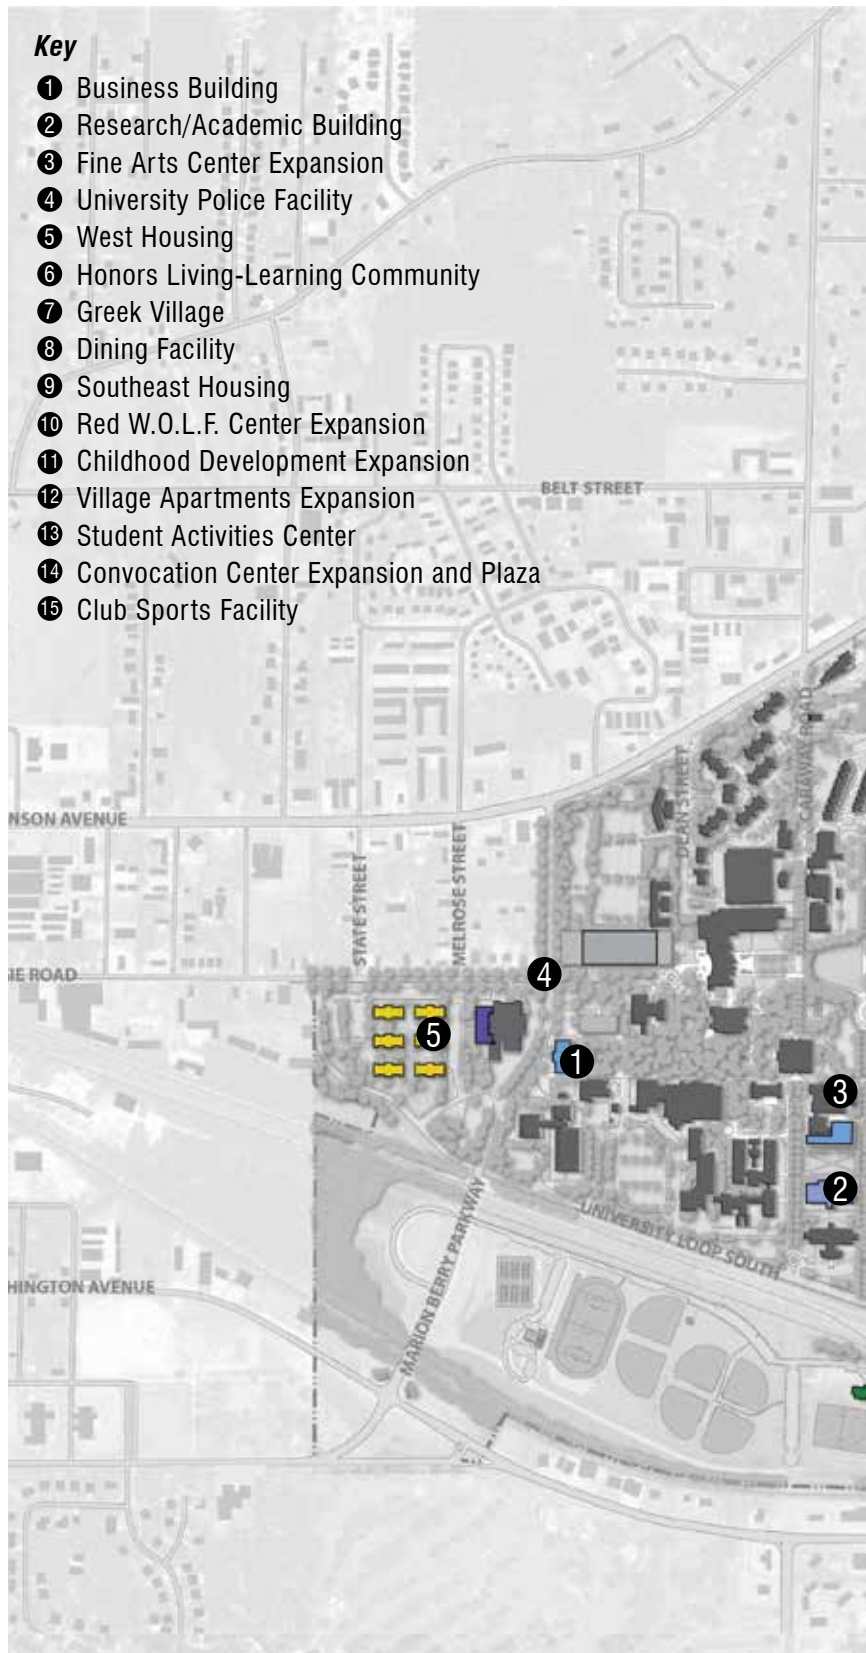 Key
1 Business Building
2 Research/Academic Building
3 Fine Arts Center Expansion
4 University Police Facility
5 West Housing
6 Honors Living-Learning Community
7 Greek Village
8 Dining Facility
9 Southeast Housing
10 Red W.O.L.F. Center Expansion
11 Childhood Development Expansion
12 Village Apartments Expansion
13 Student Activities Center
14 Convocation Center Expansion and Plaza
15 Club Sports Facility
BELT STREET
CARAWAY ROAD
DEAN STREET
NSON AVENUE
STATE STREET
MELROSE STREET
GIE ROAD
4
5
1
3
2
MARION BERRY PARKWAY
UNIVERSITY LOOP SOUTH
HINGTON AVENUE